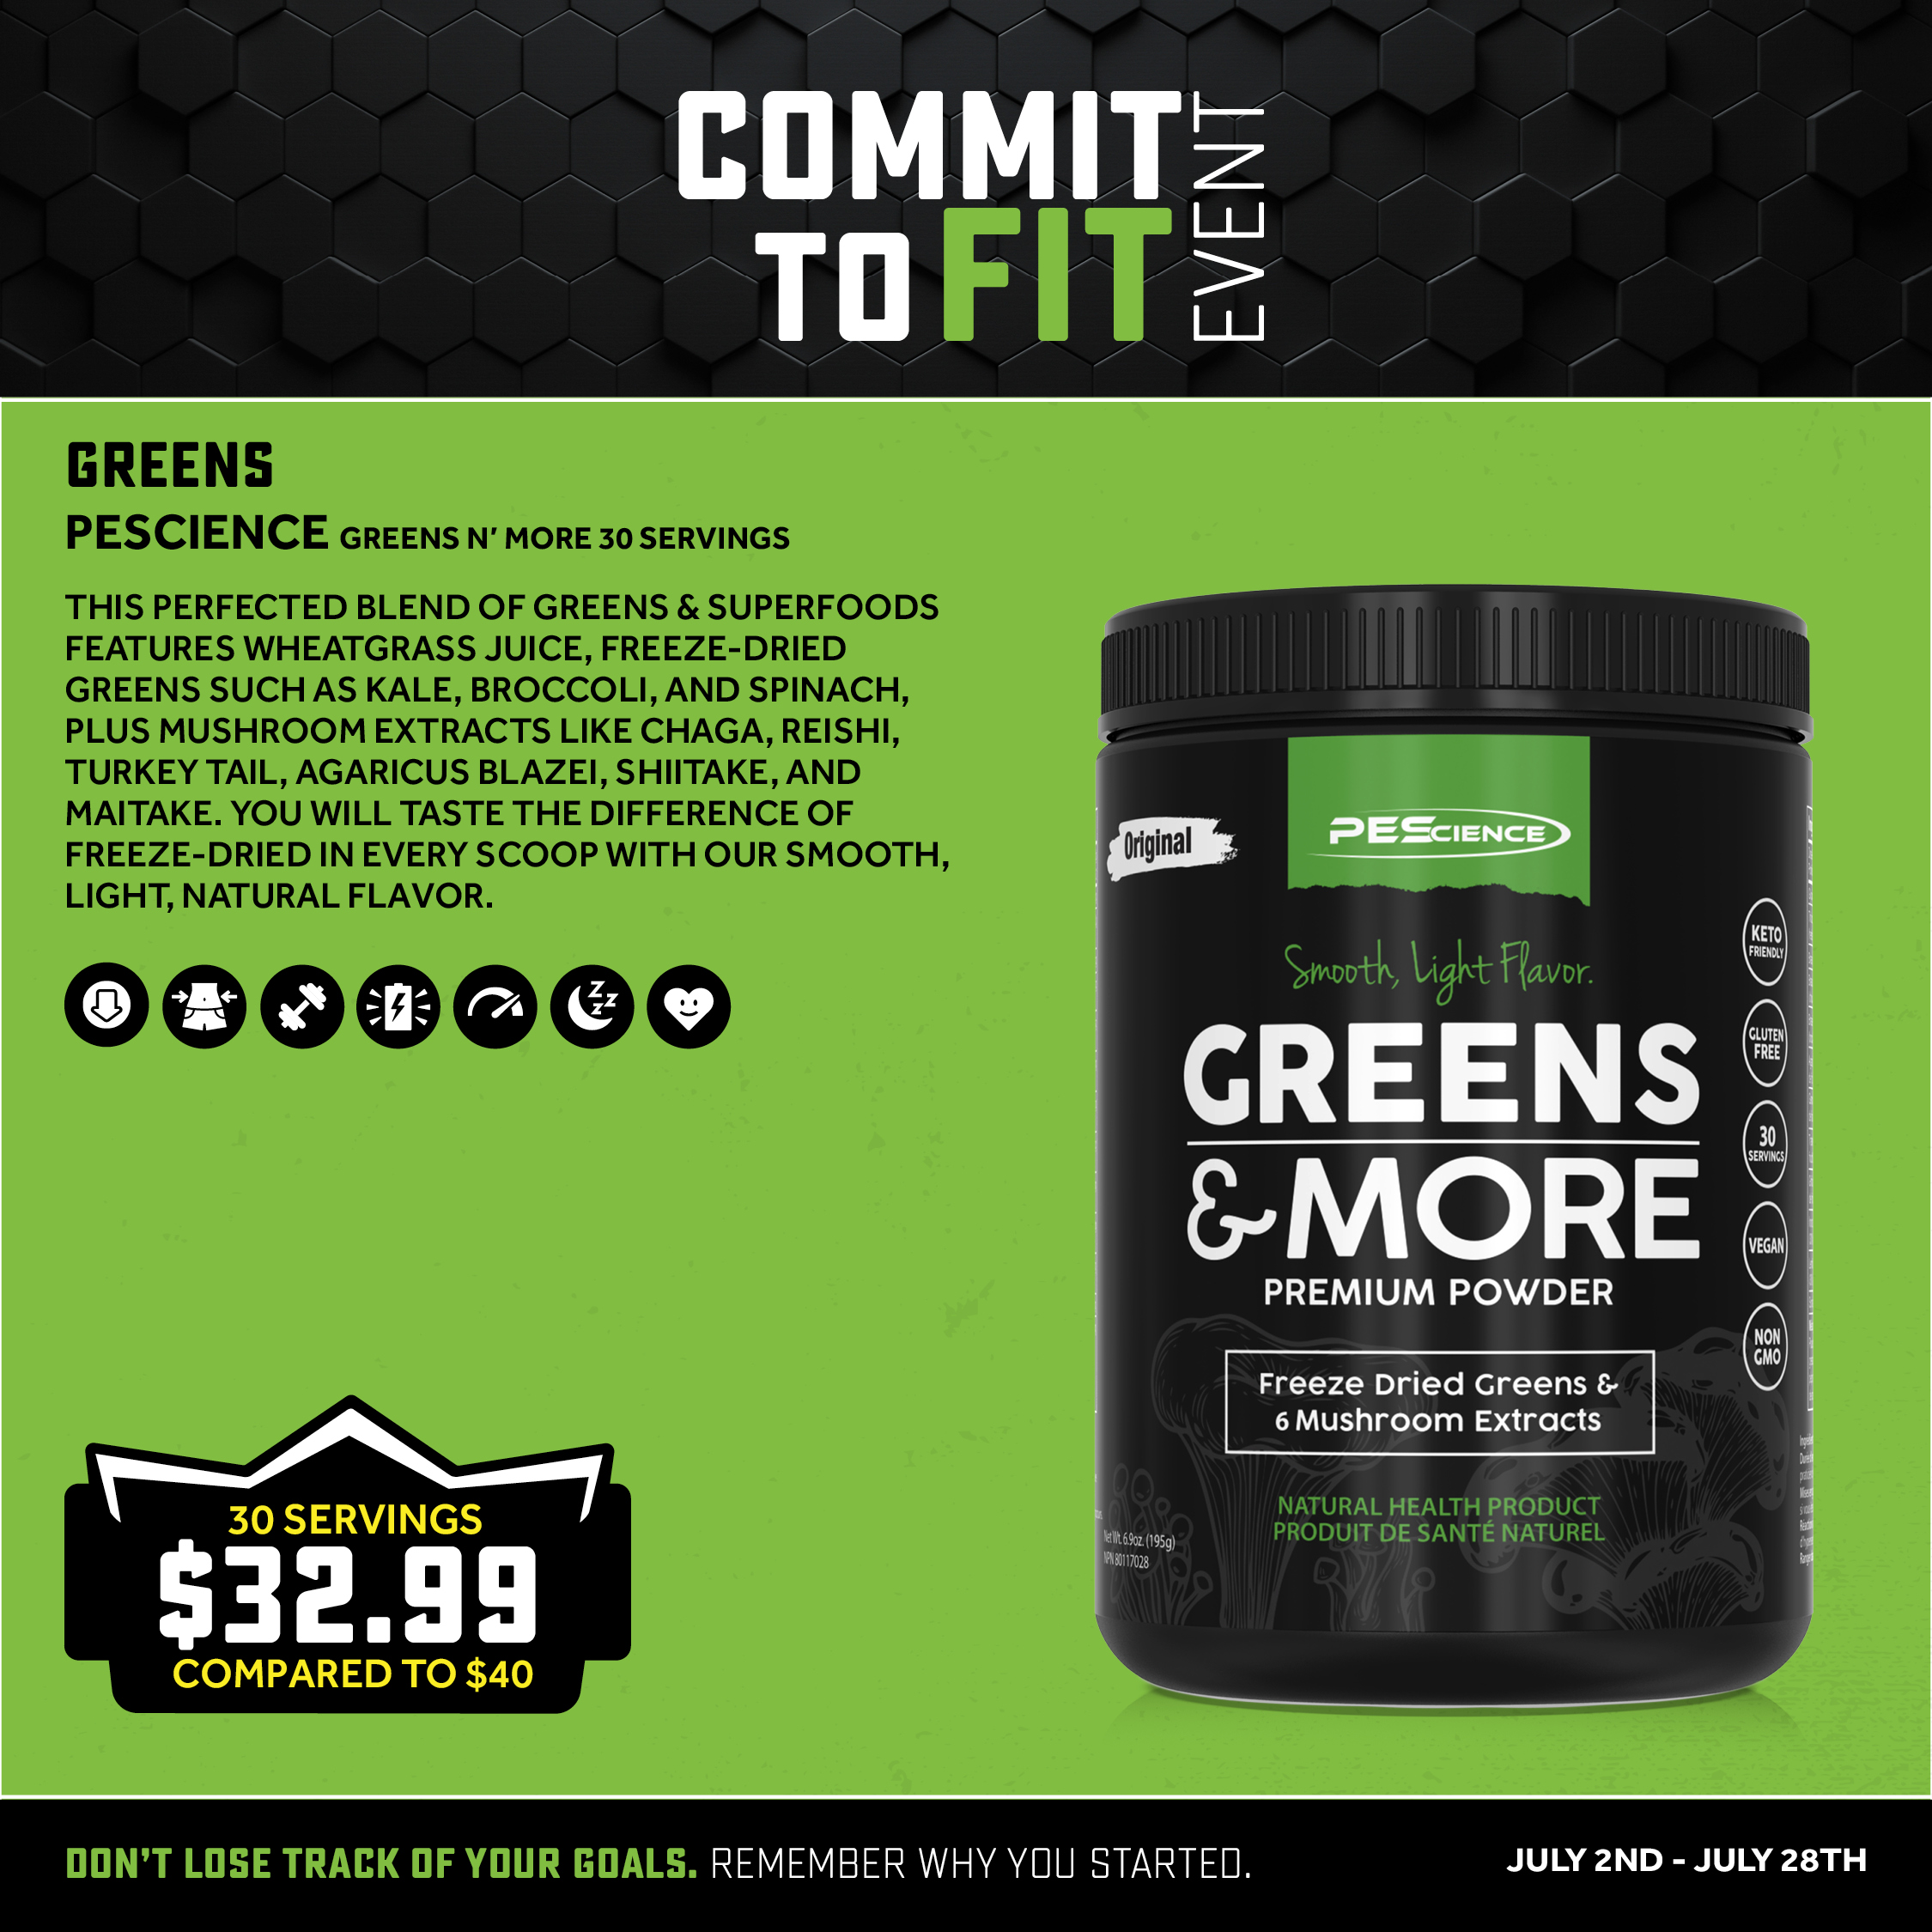 COMMIT
TO FIT
EVENT
GREENS
PESCIENCE GREENS N' MORE 30 SERVINGS
THIS PERFECTED BLEND OF GREENS & SUPERFOODS
FEATURES WHEATGRASS JUICE, FREEZE-DRIED
GREENS SUCH AS KALE, BROCCOLI, AND SPINACH,
PLUS MUSHROOM EXTRACTS LIKE CHAGA, REISHI,
TURKEY TAIL, AGARICUS BLAZEI, SHIITAKE, AND
MAITAKE. YOU WILL TASTE THE DIFFERENCE OF
FREEZE-DRIED IN EVERY SCOOP WITH OUR SMOOTH,
LIGHT, NATURAL FLAVOR.
Z Z
Z Z
30 SERVINGS
$32.99
COMPARED TO $40
Original
PESCIENCE
Smooth, Light Flavor.
GREENS
& MORE
PREMIUM POWDER
Freeze Dried Greens &
6 Mushroom Extracts
NATURAL HEALTH PRODUCT
PRODUIT DE SANTÉ NATUREL
Net Wt. 6.9oz. (195g)
NPN 80117028
KETO
FRIENDLY
GLUTEN
FREE
30
SERVINGS
VEGAN
NON
GMO
DON'T LOSE TRACK OF YOUR GOALS. REMEMBER WHY YOU STARTED.
JULY 2ND - JULY 28TH